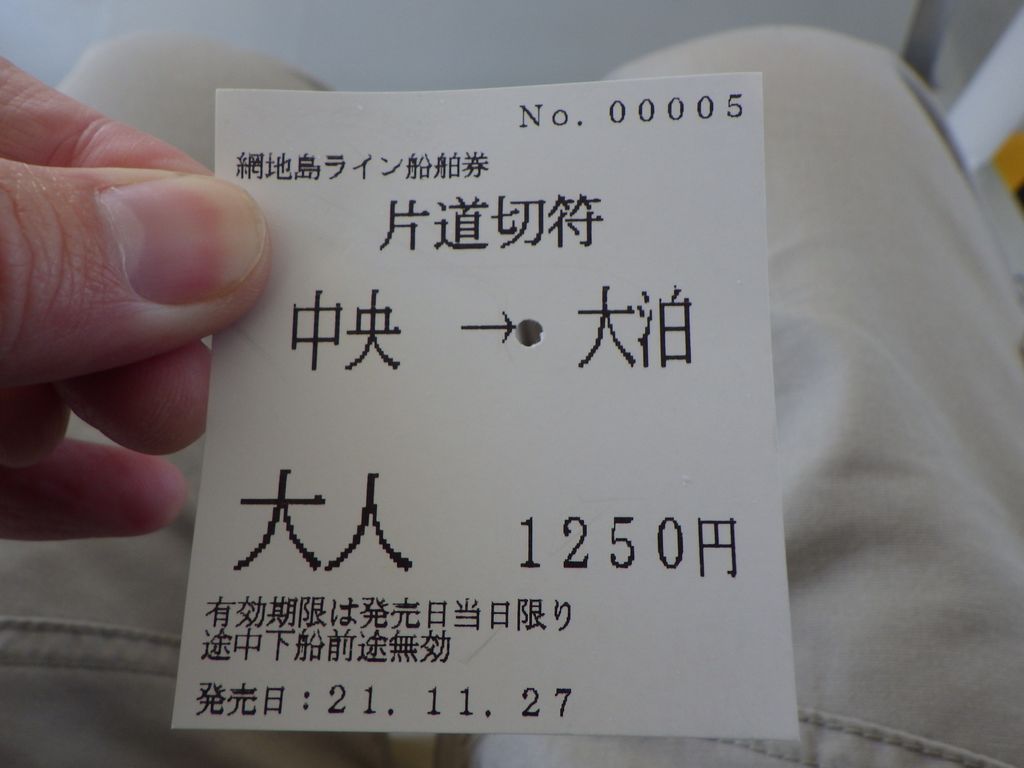 No. 00005
網地島ライン船舶券
片道切符
中央 → 大泊
大人 1250円
有効期限は発売日当日限り
途中下船前途無効
発売日：21. 11. 27